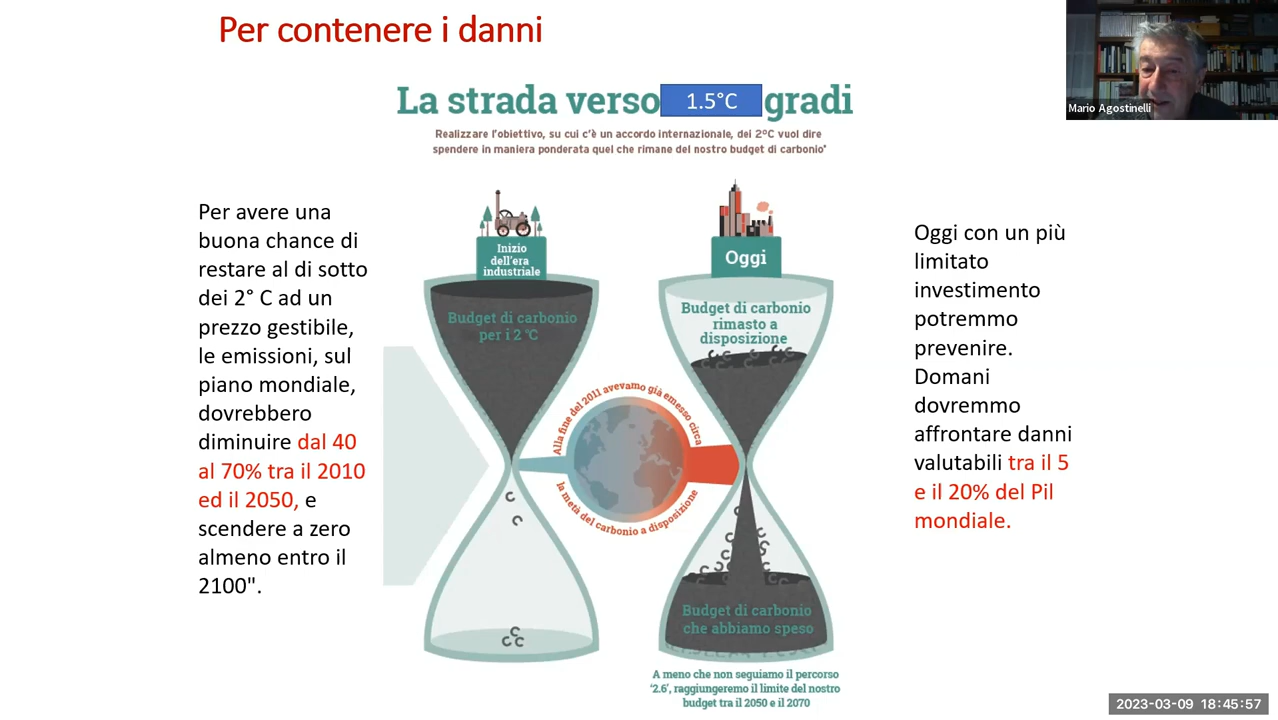 Per contenere i danni
La strada verso 1.5°C gradi
Realizzare l'obiettivo, su cui c'è un accordo internazionale, dei 2°C vuol dire
spendere in maniera ponderata quel che rimane del nostro budget di carbonio*
Mario Agostinelli
Per avere una
buona chance di
restare al di sotto
dei 2° C ad un
prezzo gestibile,
le emissioni, sul
piano mondiale,
dovrebbero
diminuire dal 40
al 70% tra il 2010
ed il 2050, e
scendere a zero
almeno entro il
2100".
Inizio
dell'era
industriale
Budget di carbonio
per i 2 °C
Alla fine del 2011 avevamo già emesso circa
la metà del carbonio a disposizione
C
C
C
C C
Oggi
Budget di carbonio
rimasto a
disposizione
Budget di carbonio
che abbiamo speso
A meno che non seguiamo il percorso
'2.6', raggiungeremo il limite del nostro
budget tra il 2050 e il 2070
Oggi con un più
limitato
investimento
potremmo
prevenire.
Domani
dovremmo
affrontare danni
valutabili tra il 5
e il 20% del Pil
mondiale.
2023-03-09 18:45:57